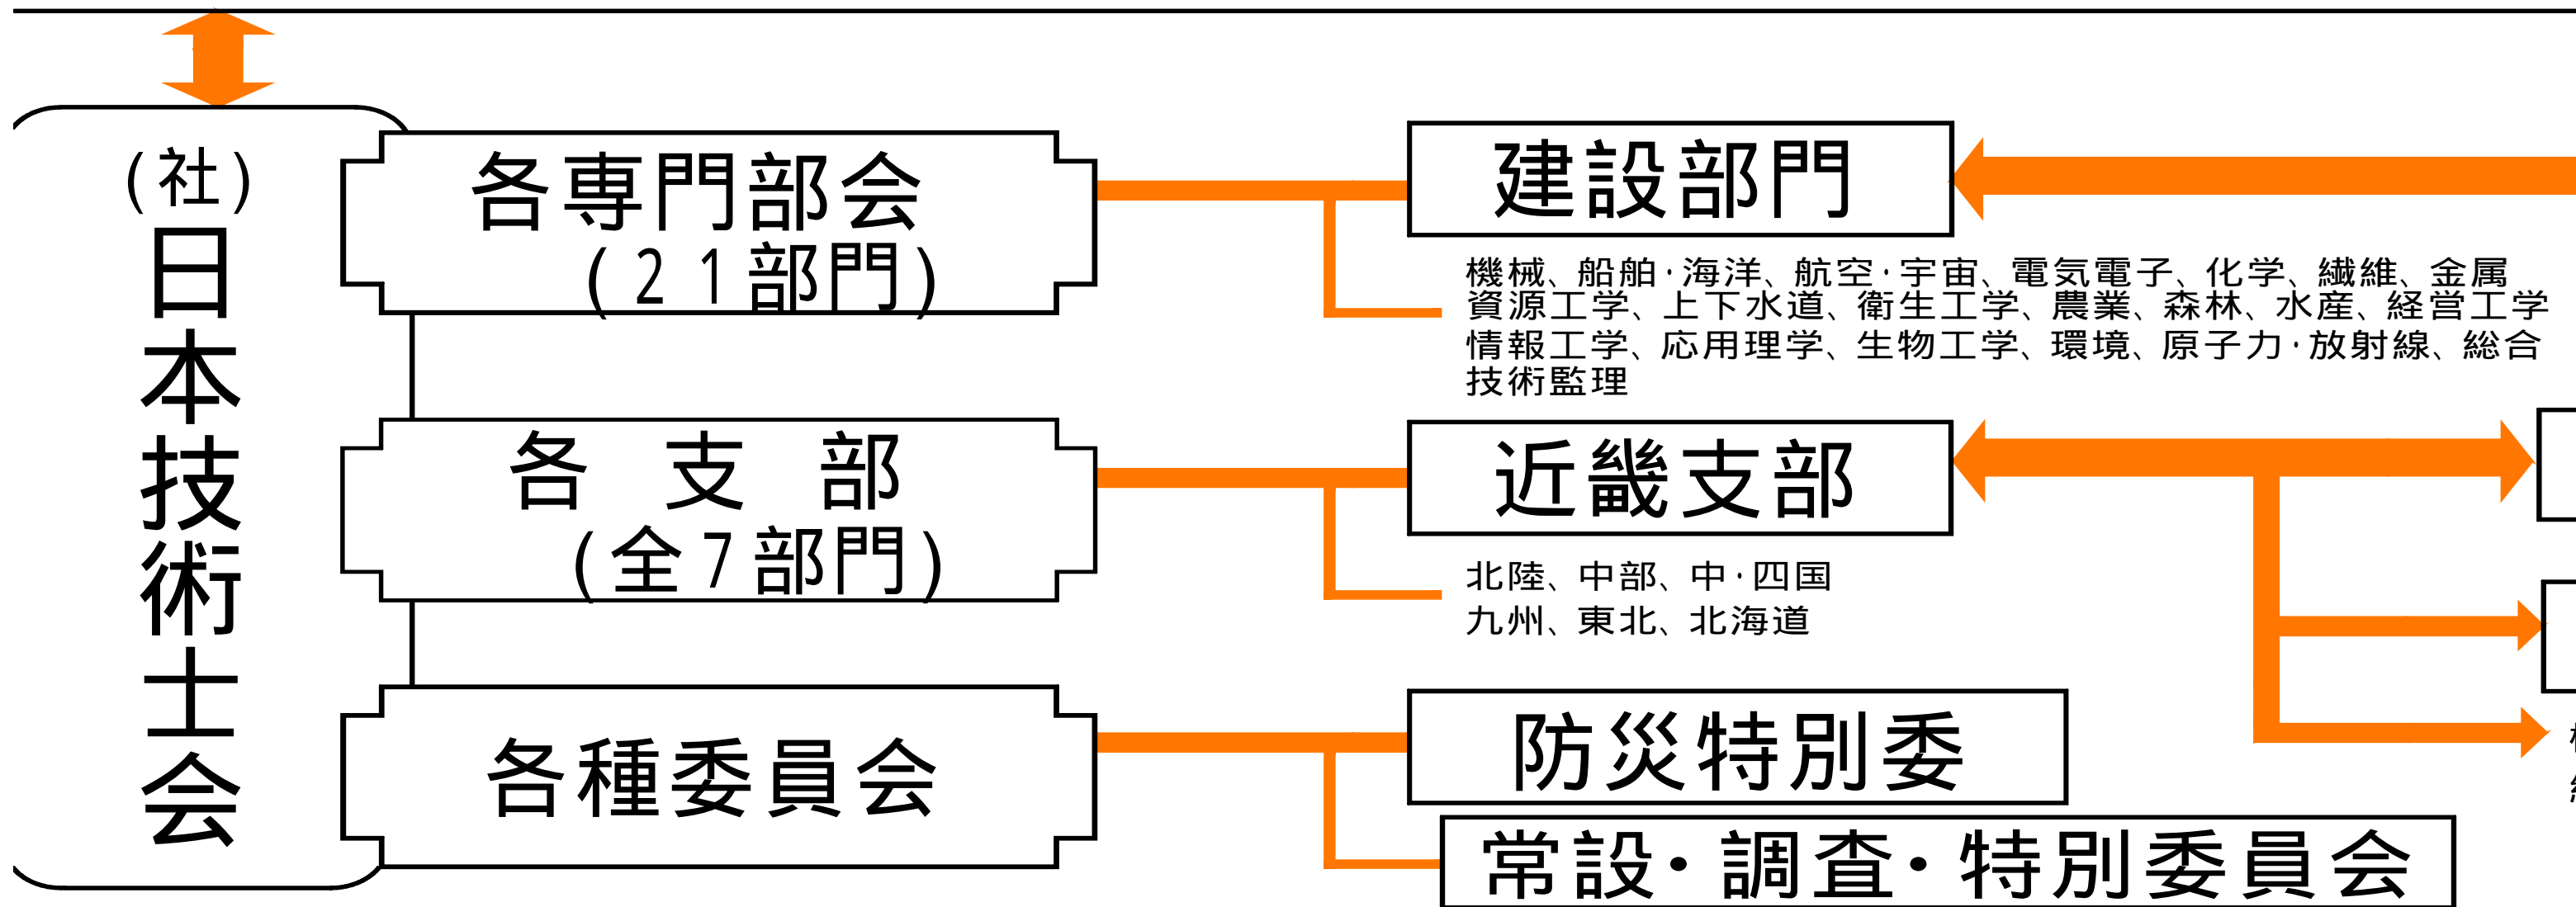 (社)
日本技術士会
各専門部会
(21部門)
建設部門
機械、船舶・海洋、航空・宇宙、電気電子、化学、繊維、金属
資源工学、上下水道、衛生工学、農業、森林、水産、経営工学
情報工学、応用理学、生物工学、環境、原子力・放射線、総合
技術監理
各 支 部
(全7部門)
近畿支部
北陸、中部、中・四国
九州、東北、北海道
各種委員会
防災特別委
常設・調査・特別委員会